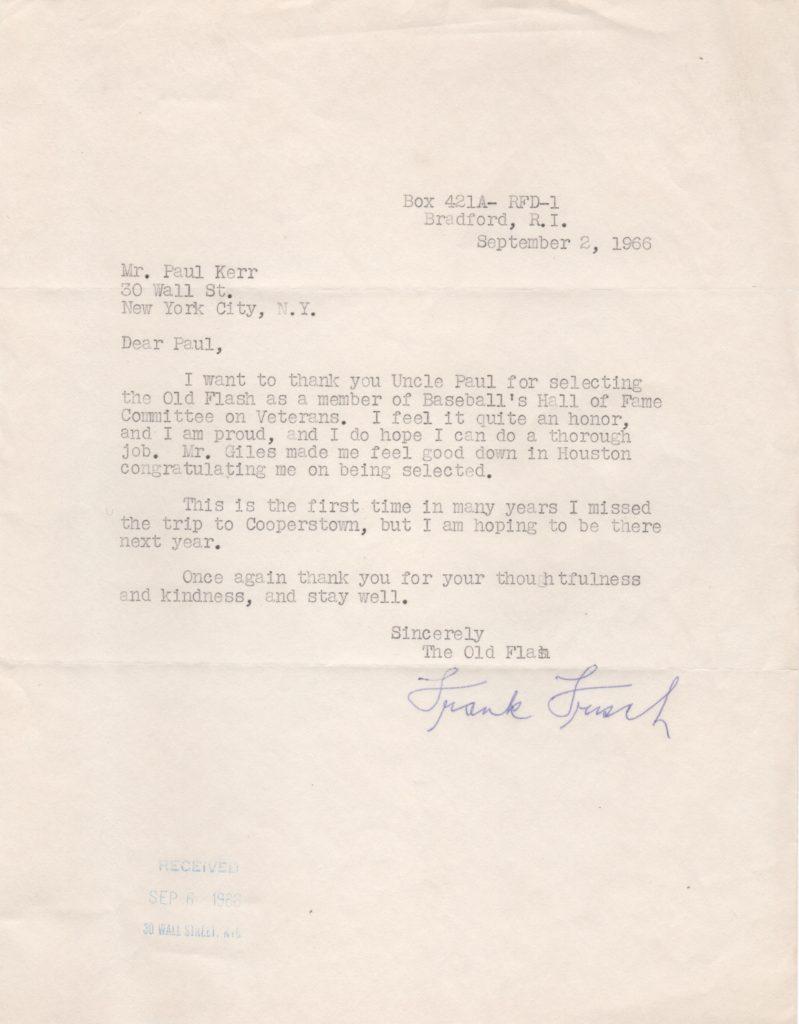 Box 421A- RFD-1
Bradford, R.I.
September 2, 1966
Mr. Paul Kerr
30 Wall St.
New York City, N.Y.
Dear Paul,
I want to thank you Uncle Paul for selecting
the Old Flash as a member of Baseball's Hall of Fame
Committee on Veterans. I feel it quite an honor,
and I am proud, and I do hope I can do a thorough
job. Mr. Giles made me feel good down in Houston
congratulating me on being selected.
This is the first time in many years I missed
the trip to Cooperstown, but I am hoping to be there
next year.
Once again thank you for your thoughtfulness
and kindness, and stay well.
Sincerely
The Old Flash
Frank Frisch
RECEIVED
SEP 6 1966
30 WALL STREET, NYC